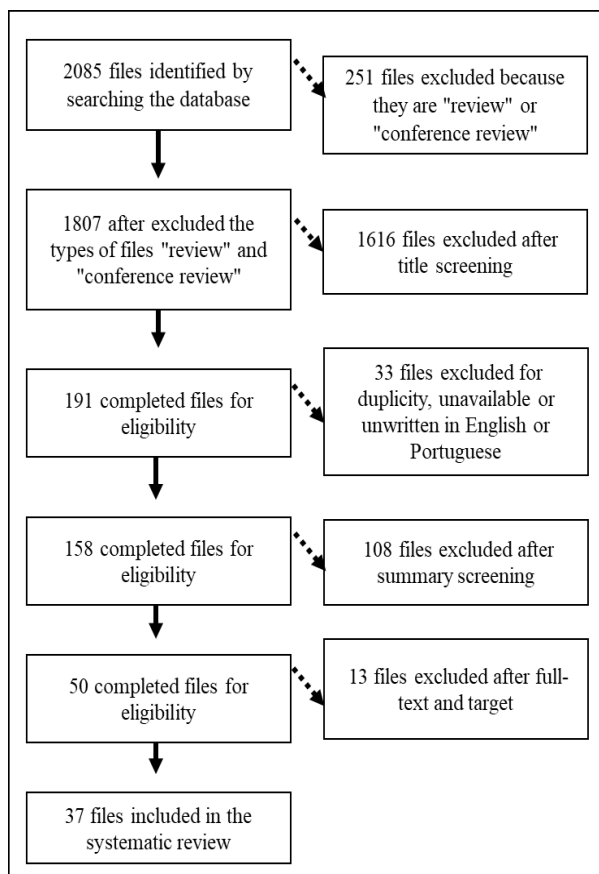 2085 files identified by
searching the database
251 files excluded because
they are "review" or
"conference review"
1807 after excluded the
types of files "review" and
"conference review"
1616 files excluded after
title screening
191 completed files for
eligibility
33 files excluded for
duplicity, unavailable or
unwritten in English or
Portuguese
158 completed files for
eligibility
108 files excluded after
summary screening
50 completed files for
eligibility
13 files excluded after full-
text and target
37 files included in the
systematic review